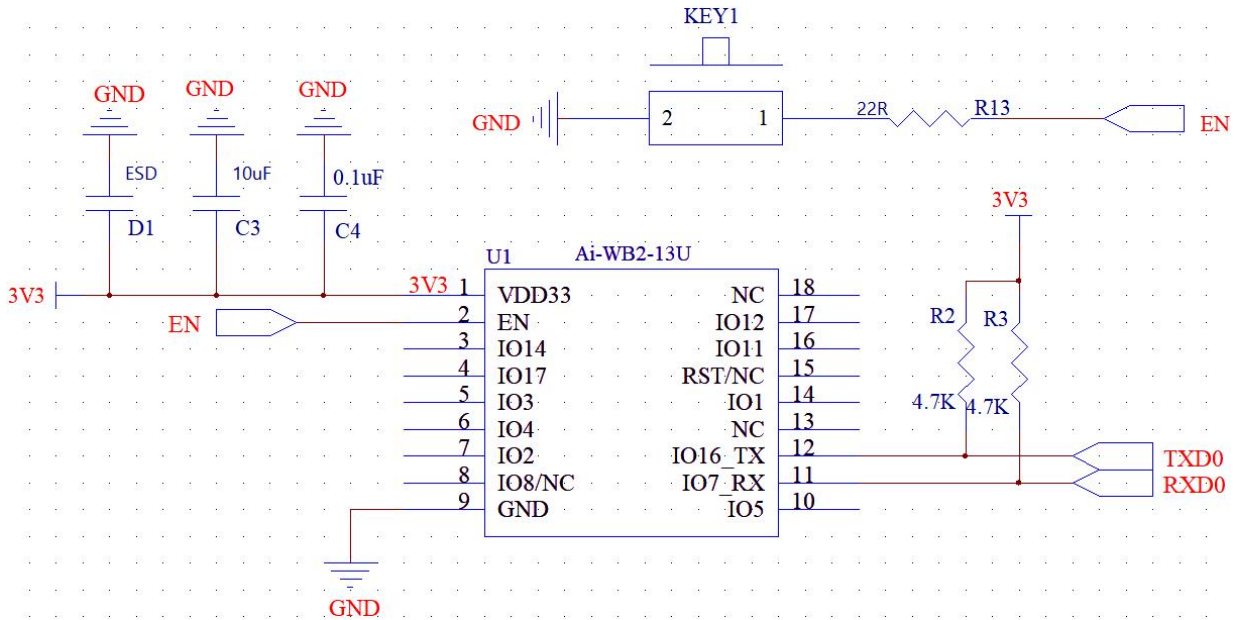 KEY1
GND GND GND
GND 2 1 22R R13 EN
ESD 10uF 0.1uF
D1 C3 C4
3V3
U1 Ai-WB2-13U
3V3 3V3 1 VDD33 NC 18
EN 2 EN IO12 17
3 IO14 IO11 16
R2 R3
4 IO17 RST/NC 15
5 IO3 IO1 14
4.7K 4.7K
6 IO4 NC 13
7 IO2 IO16_TX 12 TXD0
8 IO8/NC IO7_RX 11 RXD0
9 GND IO5 10
GND